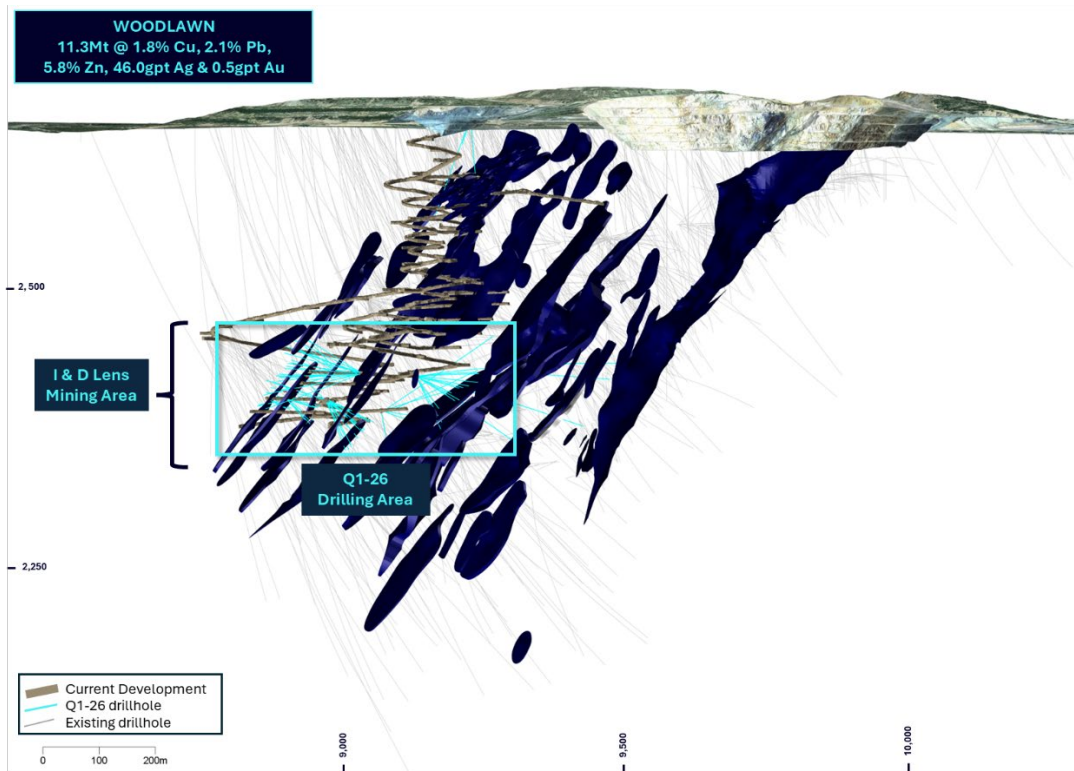 WOODLAWN
11.3Mt @ 1.8% Cu, 2.1% Pb,
5.8% Zn, 46.0gpt Ag & 0.5gpt Au
2,500
I & D Lens
Mining Area
Q1-26
Drilling Area
2,250
Current Development
Q1-26 drillhole
Existing drillhole
0 100 200m
9,000
9,500
10,000